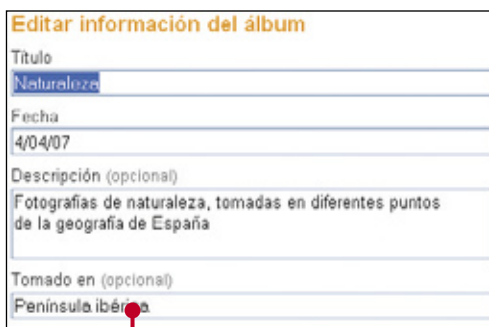 Editar información del álbum
Título
Naturaleza
Fecha
4/04/07
Descripción (opcional)
Fotografías de naturaleza, tomadas en diferentes puntos
de la geografía de España
Tomado en (opcional)
Península ibérica